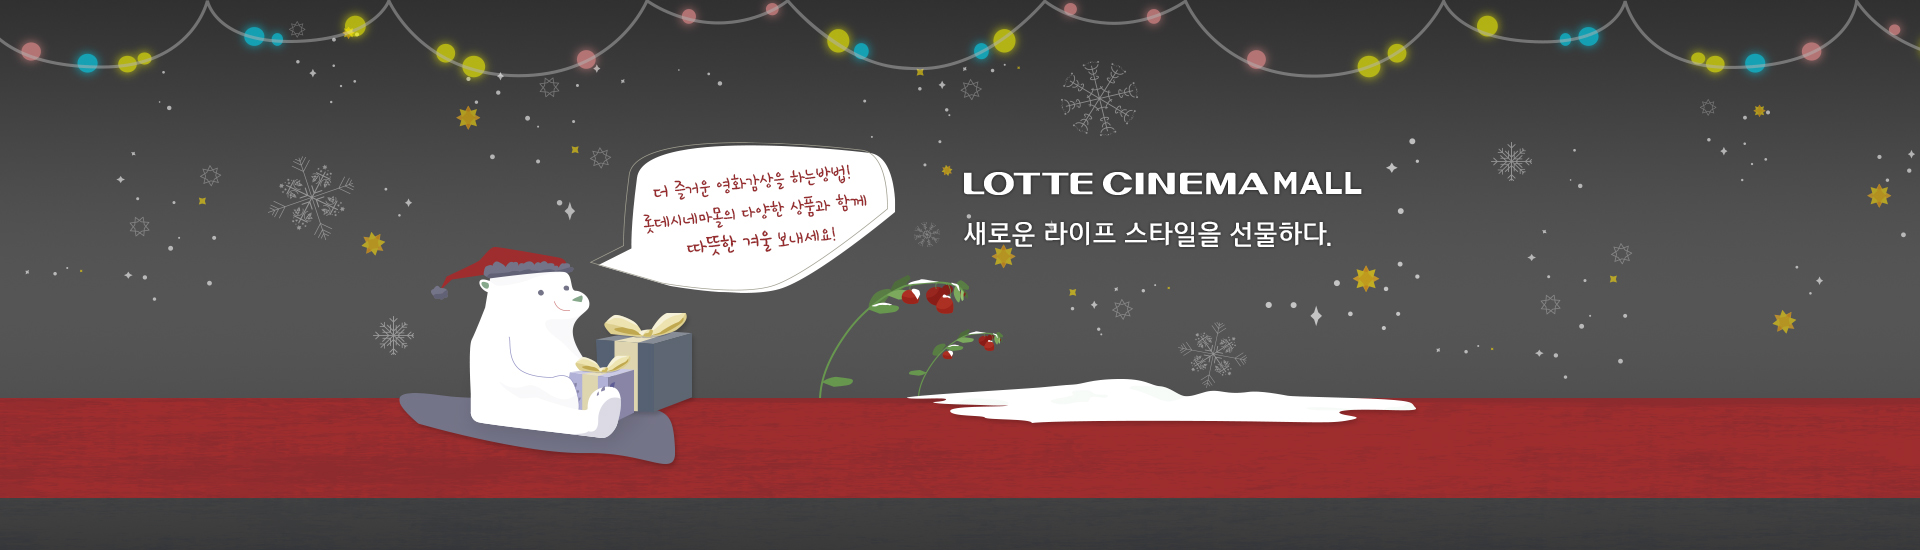 더 즐거운 영화감상을 하는방법!
롯데시네마몰의 다양한 상품과 함께
따뜻한 겨울 보내세요!
LOTTE CINEMA MALL
새로운 라이프 스타일을 선물하다.